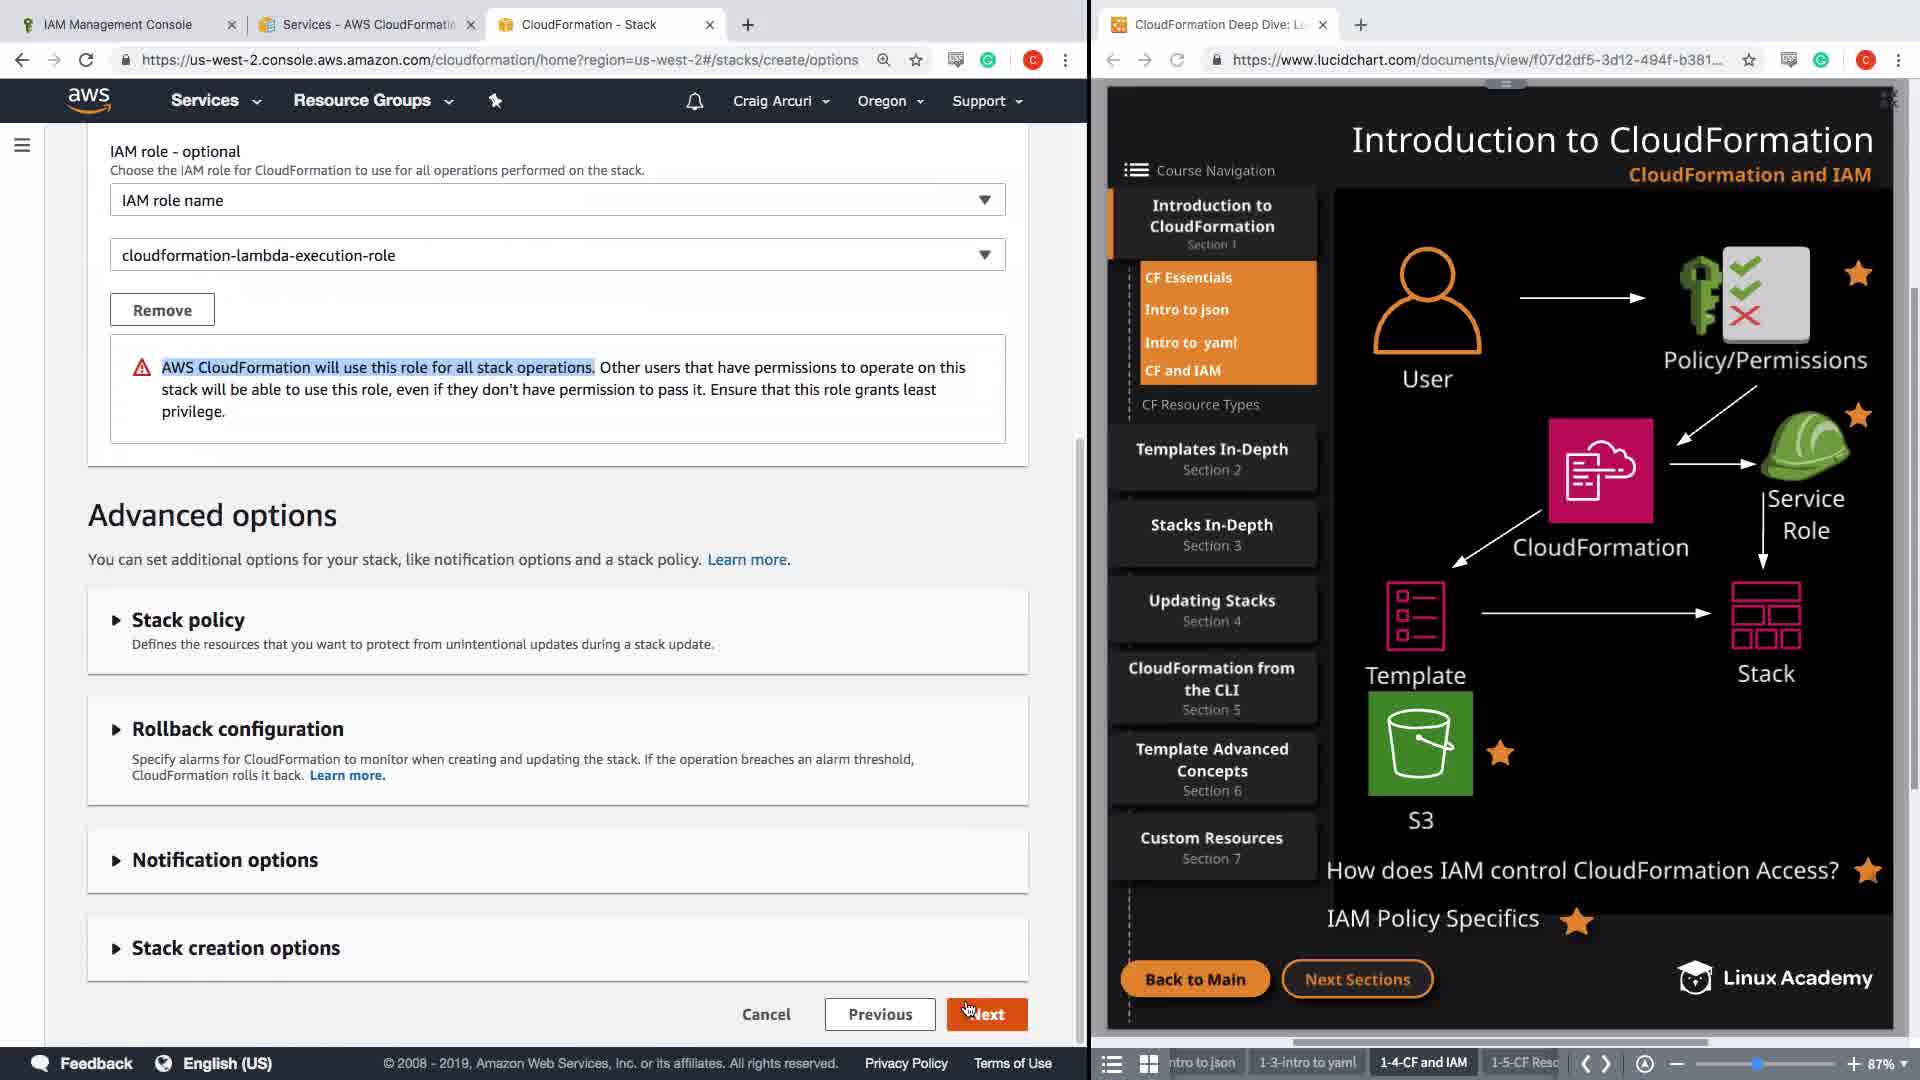 IAM Management Console
Services - AWS CloudFormatio
CloudFormation - Stack
https://us-west-2.console.aws.amazon.com/cloudformation/home?region=us-west-2#/stacks/create/options
C
aws
Services
Resource Groups
Craig Arcuri
Oregon
Support
IAM role - optional
Choose the IAM role for CloudFormation to use for all operations performed on the stack.
IAM role name
cloudformation-lambda-execution-role
Remove
AWS CloudFormation will use this role for all stack operations. Other users that have permissions to operate on this
stack will be able to use this role, even if they don't have permission to pass it. Ensure that this role grants least
privilege.
Advanced options
You can set additional options for your stack, like notification options and a stack policy. Learn more.
Stack policy
Defines the resources that you want to protect from unintentional updates during a stack update.
Rollback configuration
Specify alarms for CloudFormation to monitor when creating and updating the stack. If the operation breaches an alarm threshold,
CloudFormation rolls it back. Learn more.
Notification options
Stack creation options
Cancel
Previous
Next
Feedback
English (US)
© 2008 - 2019, Amazon Web Services, Inc. or its affiliates. All rights reserved.
Privacy Policy
Terms of Use
CloudFormation Deep Dive: Le
https://www.lucidchart.com/documents/view/f07d2df5-3d12-494f-b381...
C
Introduction to CloudFormation
CloudFormation and IAM
Course Navigation
Introduction to
CloudFormation
Section 1
CF Essentials
Intro to json
Intro to yaml
CF and IAM
CF Resource Types
Templates In-Depth
Section 2
Stacks In-Depth
Section 3
Updating Stacks
Section 4
CloudFormation from
the CLI
Section 5
Template Advanced
Concepts
Section 6
Custom Resources
Section 7
User
Policy/Permissions
CloudFormation
Service
Role
Template
Stack
S3
How does IAM control CloudFormation Access?
IAM Policy Specifics
Back to Main
Next Sections
Linux Academy
ntro to json
1-3-intro to yaml
1-4-CF and IAM
1-5-CF Reso
87%